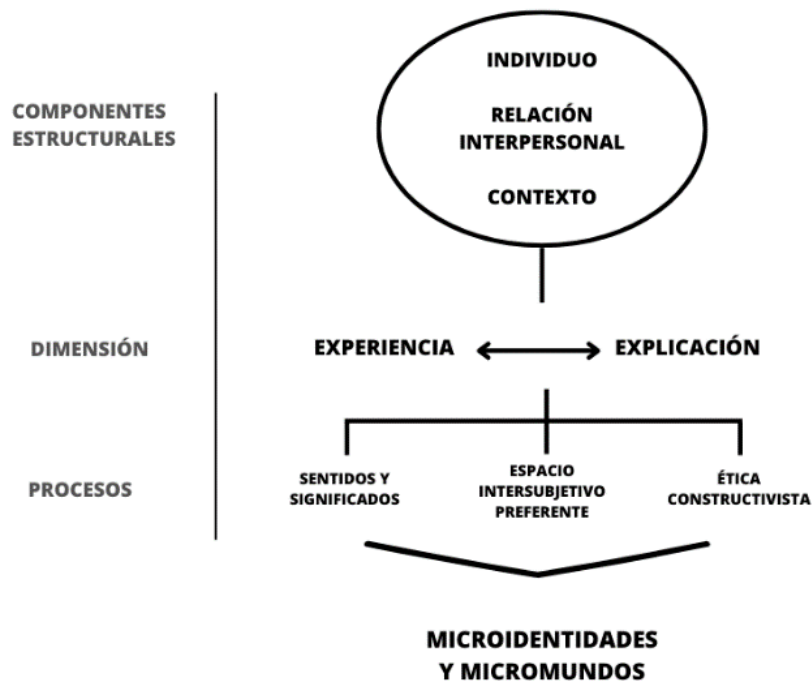 INDIVIDUO
COMPONENTES
ESTRUCTURALES
RELACIÓN
INTERPERSONAL
CONTEXTO
DIMENSIÓN
EXPERIENCIA
EXPLICACIÓN
PROCESOS
SENTIDOS Y
SIGNIFICADOS
ESPACIO
INTERSUBJETIVO
PREFERENTE
ÉTICA
CONSTRUCTIVISTA
MICROIDENTIDADES
Y MICROMUNDOS